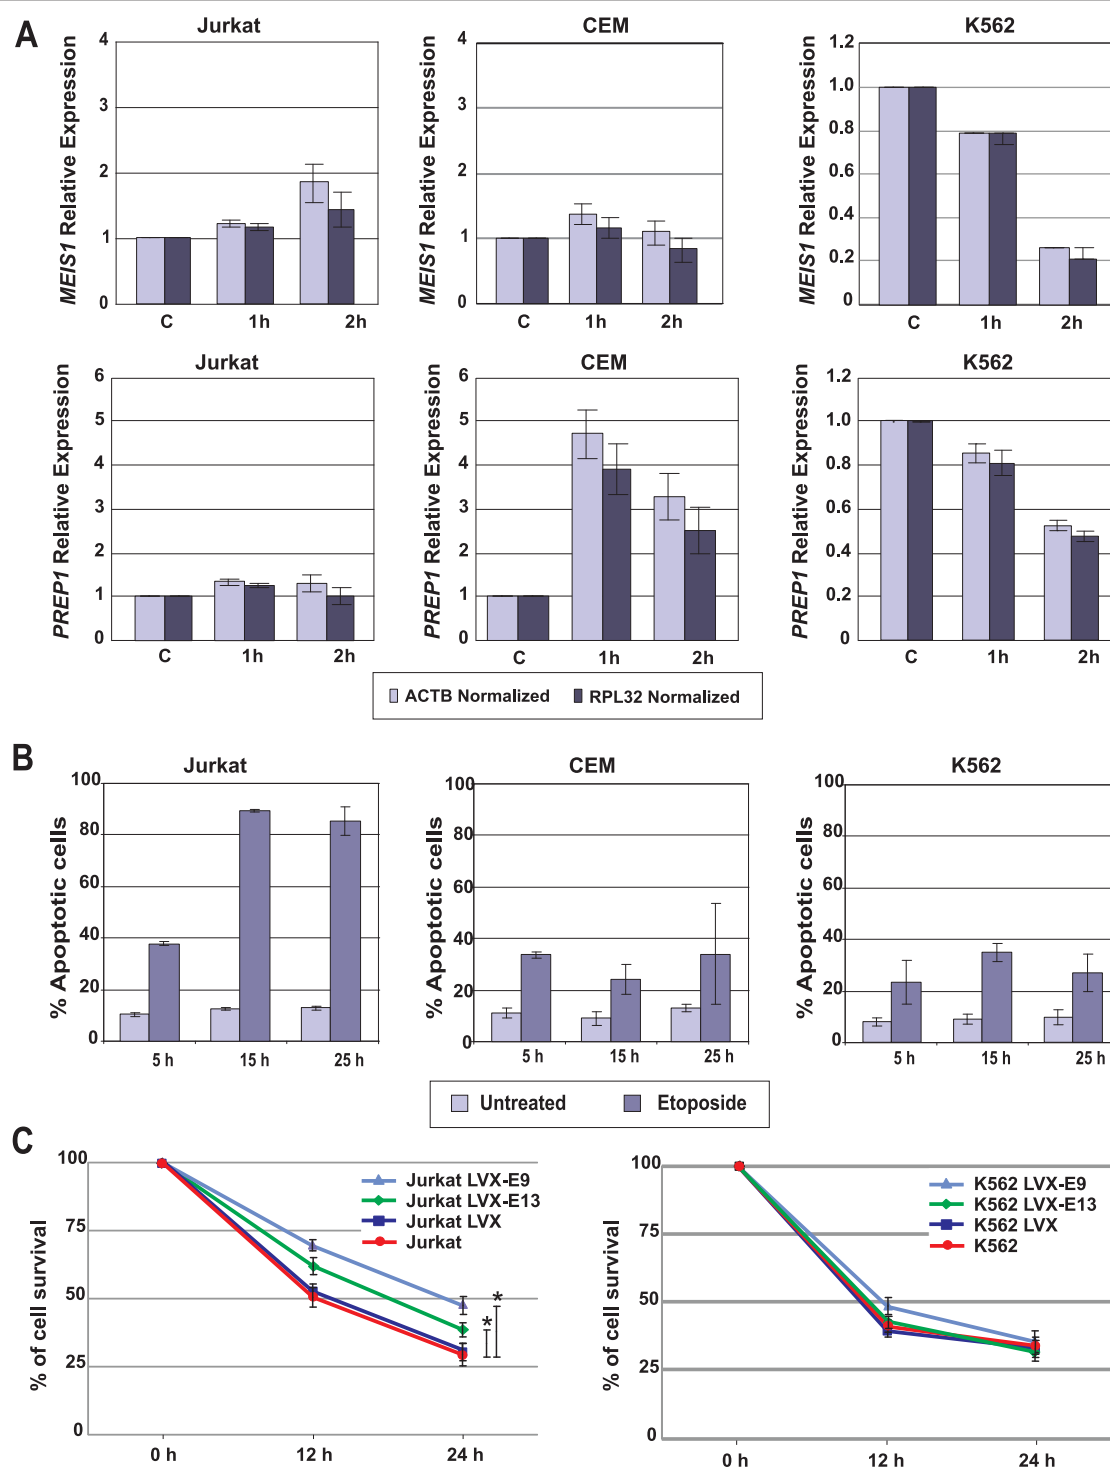 A
Jurkat
CEM
K562
MEIS1 Relative Expression
4
3
2
1
0
C 1h 2h
MEIS1 Relative Expression
4
3
2
1
0
C 1h 2h
MEIS1 Relative Expression
1.2
1.0
0.8
0.6
0.4
0.2
0
C 1h 2h
Jurkat
CEM
K562
PREP1 Relative Expression
6
5
4
3
2
1
0
C 1h 2h
PREP1 Relative Expression
6
5
4
3
2
1
0
C 1h 2h
PREP1 Relative Expression
1.2
1.0
0.8
0.6
0.4
0.2
0
C 1h 2h
ACTB Normalized RPL32 Normalized
B
Jurkat
CEM
K562
% Apoptotic cells
100
80
60
40
20
0
5 h 15 h 25 h
% Apoptotic cells
100
80
60
40
20
0
5 h 15 h 25 h
% Apoptotic cells
100
80
60
40
20
0
5 h 15 h 25 h
Untreated Etoposide
C
% of cell survival
100
75
50
25
0
0 h 12 h 24 h
Jurkat LVX-E9
Jurkat LVX-E13
Jurkat LVX
Jurkat
*
*
% of cell survival
100
75
50
25
0
0 h 12 h 24 h
K562 LVX-E9
K562 LVX-E13
K562 LVX
K562